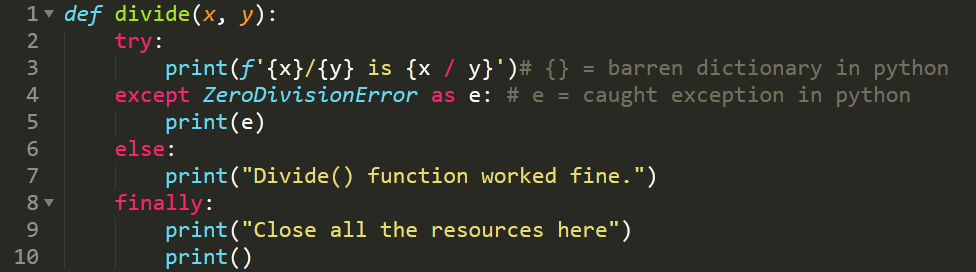 1 def divide(x, y):
2     try:
3         print(f'{x}/{y} is {x / y}')# {} = barren dictionary in python
4     except ZeroDivisionError as e: # e = caught exception in python
5         print(e)
6     else:
7         print("Divide() function worked fine.")
8     finally:
9         print("Close all the resources here")
10         print()